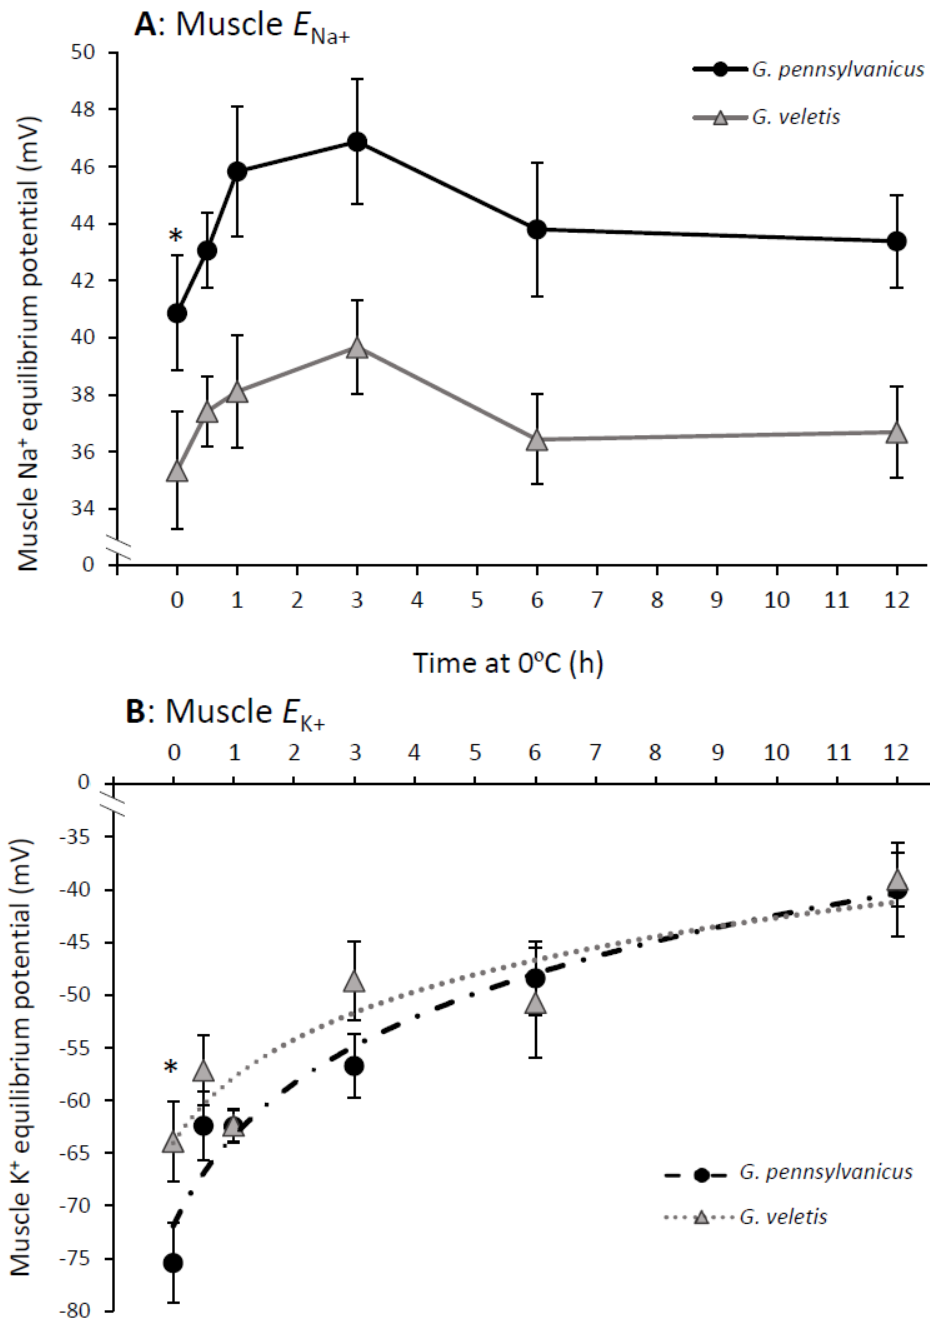 A: Muscle E_Na+
Muscle Na⁺ equilibrium potential (mV)
50
48
46
44
42
40
38
36
34
0
G. pennsylvanicus
G. veletis
*
0 1 2 3 4 5 6 7 8 9 10 11 12
Time at 0ºC (h)
B: Muscle E_K+
0 1 2 3 4 5 6 7 8 9 10 11 12
Muscle K⁺ equilibrium potential (mV)
0
-35
-40
-45
-50
-55
-60
-65
-70
-75
-80
*
G. pennsylvanicus
G. veletis